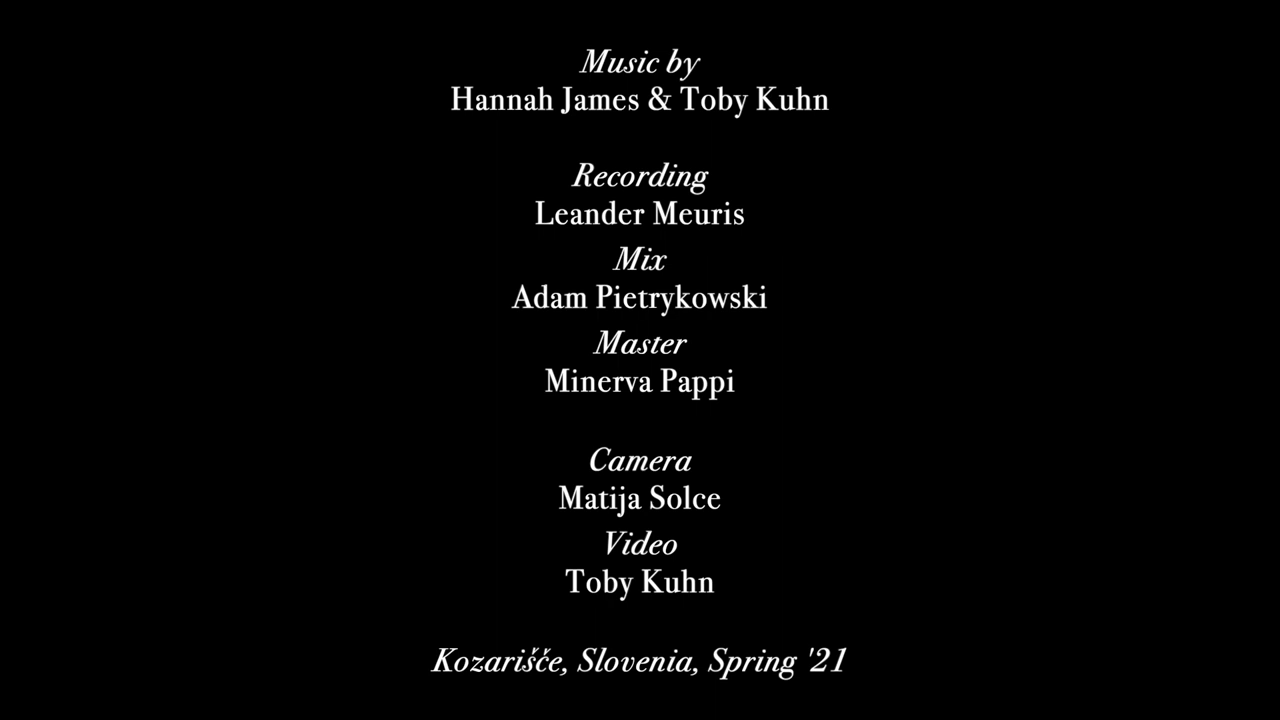 Music by
Hannah James & Toby Kuhn
Recording
Leander Meuris
Mix
Adam Pietrykowski
Master
Minerva Pappi
Camera
Matija Solce
Video
Toby Kuhn
Kozarišče, Slovenia, Spring '21